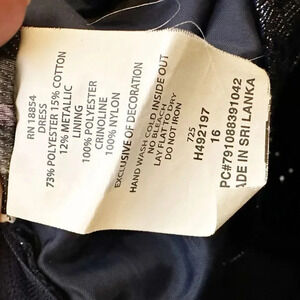 RN 18854
DRESS
73% POLYESTER 15% COTTON
12% METALLIC
LINING
100% POLYESTER
CRINOLINE
100% NYLON
EXCLUSIVE OF DECORATION
HAND WASH COLD INSIDE OUT
NO BLEACH
LAY FLAT TO DRY
DO NOT IRON
725
H492197
16
PC#791088391042
ADE IN SRI LANKA